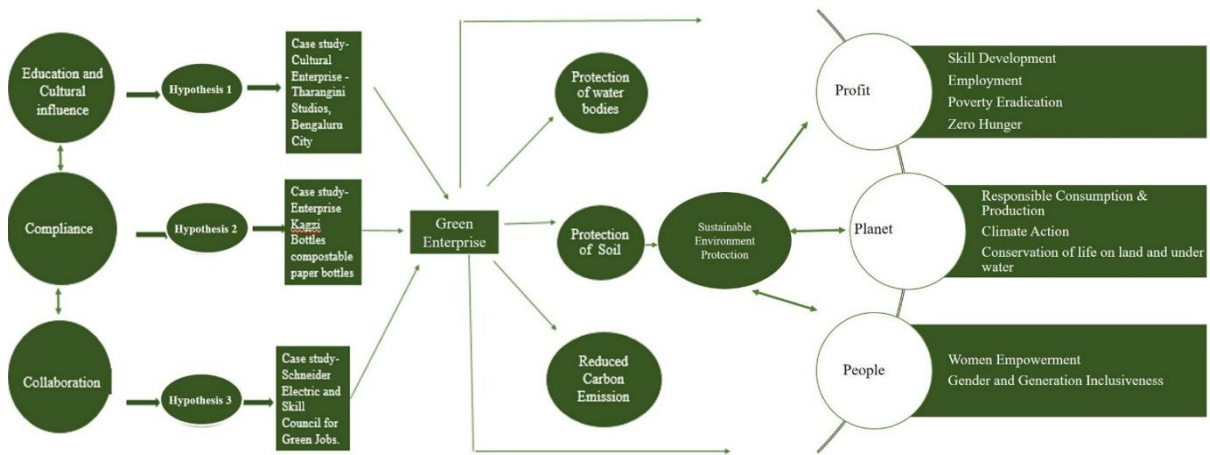 Education and
Cultural
influence
Hypothesis 1
Case study-
Cultural
Enterprise -
Tharangini
Studios,
Bengaluru
City
Compliance
Hypothesis 2
Case study-
Enterprise
Kagzi
Bottles
compostable
paper bottles
Collaboration
Hypothesis 3
Case study-
Schneider
Electric and
Skill
Council for
Green Jobs.
Green
Enterprise
Protection
of water
bodies
Protection
of Soil
Reduced
Carbon
Emission
Sustainable
Environment
Protection
Profit
Skill Development
Employment
Poverty Eradication
Zero Hunger
Planet
Responsible Consumption &
Production
Climate Action
Conservation of life on land and under
water
People
Women Empowerment
Gender and Generation Inclusiveness